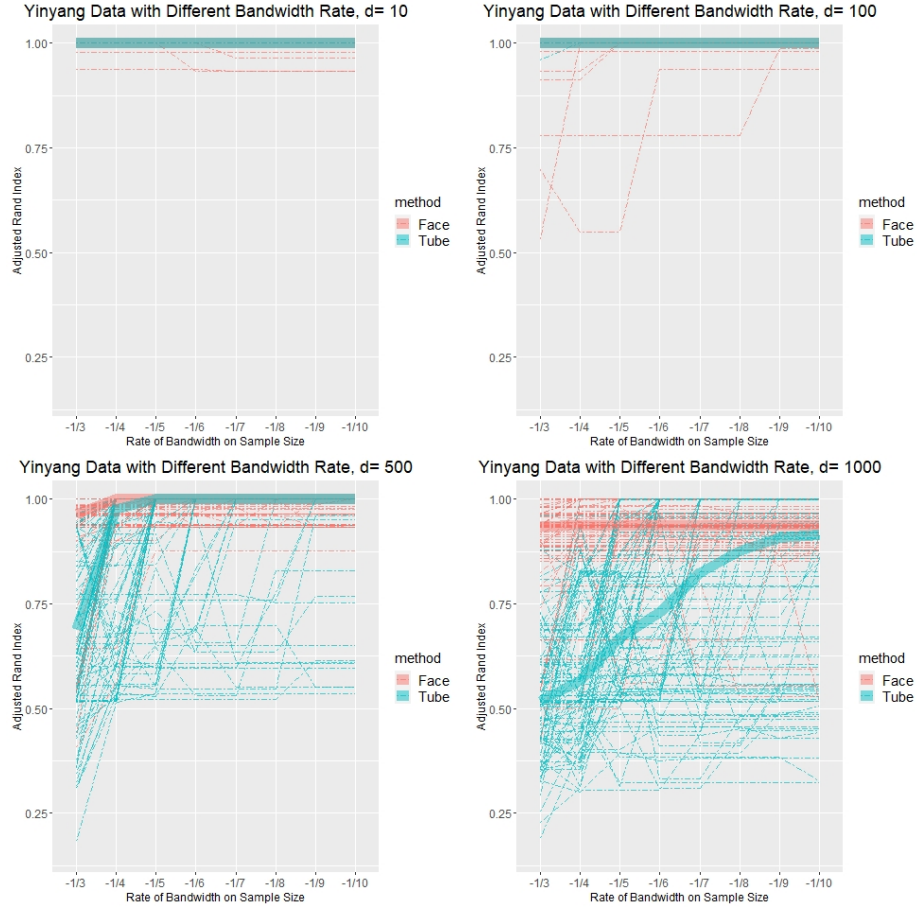 Yinyang Data with Different Bandwidth Rate, d= 10
Adjusted Rand Index
1.00
0.75
0.50
0.25
-1/3 -1/4 -1/5 -1/6 -1/7 -1/8 -1/9 -1/10
Rate of Bandwidth on Sample Size
method
Face
Tube
Yinyang Data with Different Bandwidth Rate, d= 100
Adjusted Rand Index
1.00
0.75
0.50
0.25
-1/3 -1/4 -1/5 -1/6 -1/7 -1/8 -1/9 -1/10
Rate of Bandwidth on Sample Size
method
Face
Tube
Yinyang Data with Different Bandwidth Rate, d= 500
Adjusted Rand Index
1.00
0.75
0.50
0.25
-1/3 -1/4 -1/5 -1/6 -1/7 -1/8 -1/9 -1/10
Rate of Bandwidth on Sample Size
method
Face
Tube
Yinyang Data with Different Bandwidth Rate, d= 1000
Adjusted Rand Index
1.00
0.75
0.50
0.25
-1/3 -1/4 -1/5 -1/6 -1/7 -1/8 -1/9 -1/10
Rate of Bandwidth on Sample Size
method
Face
Tube